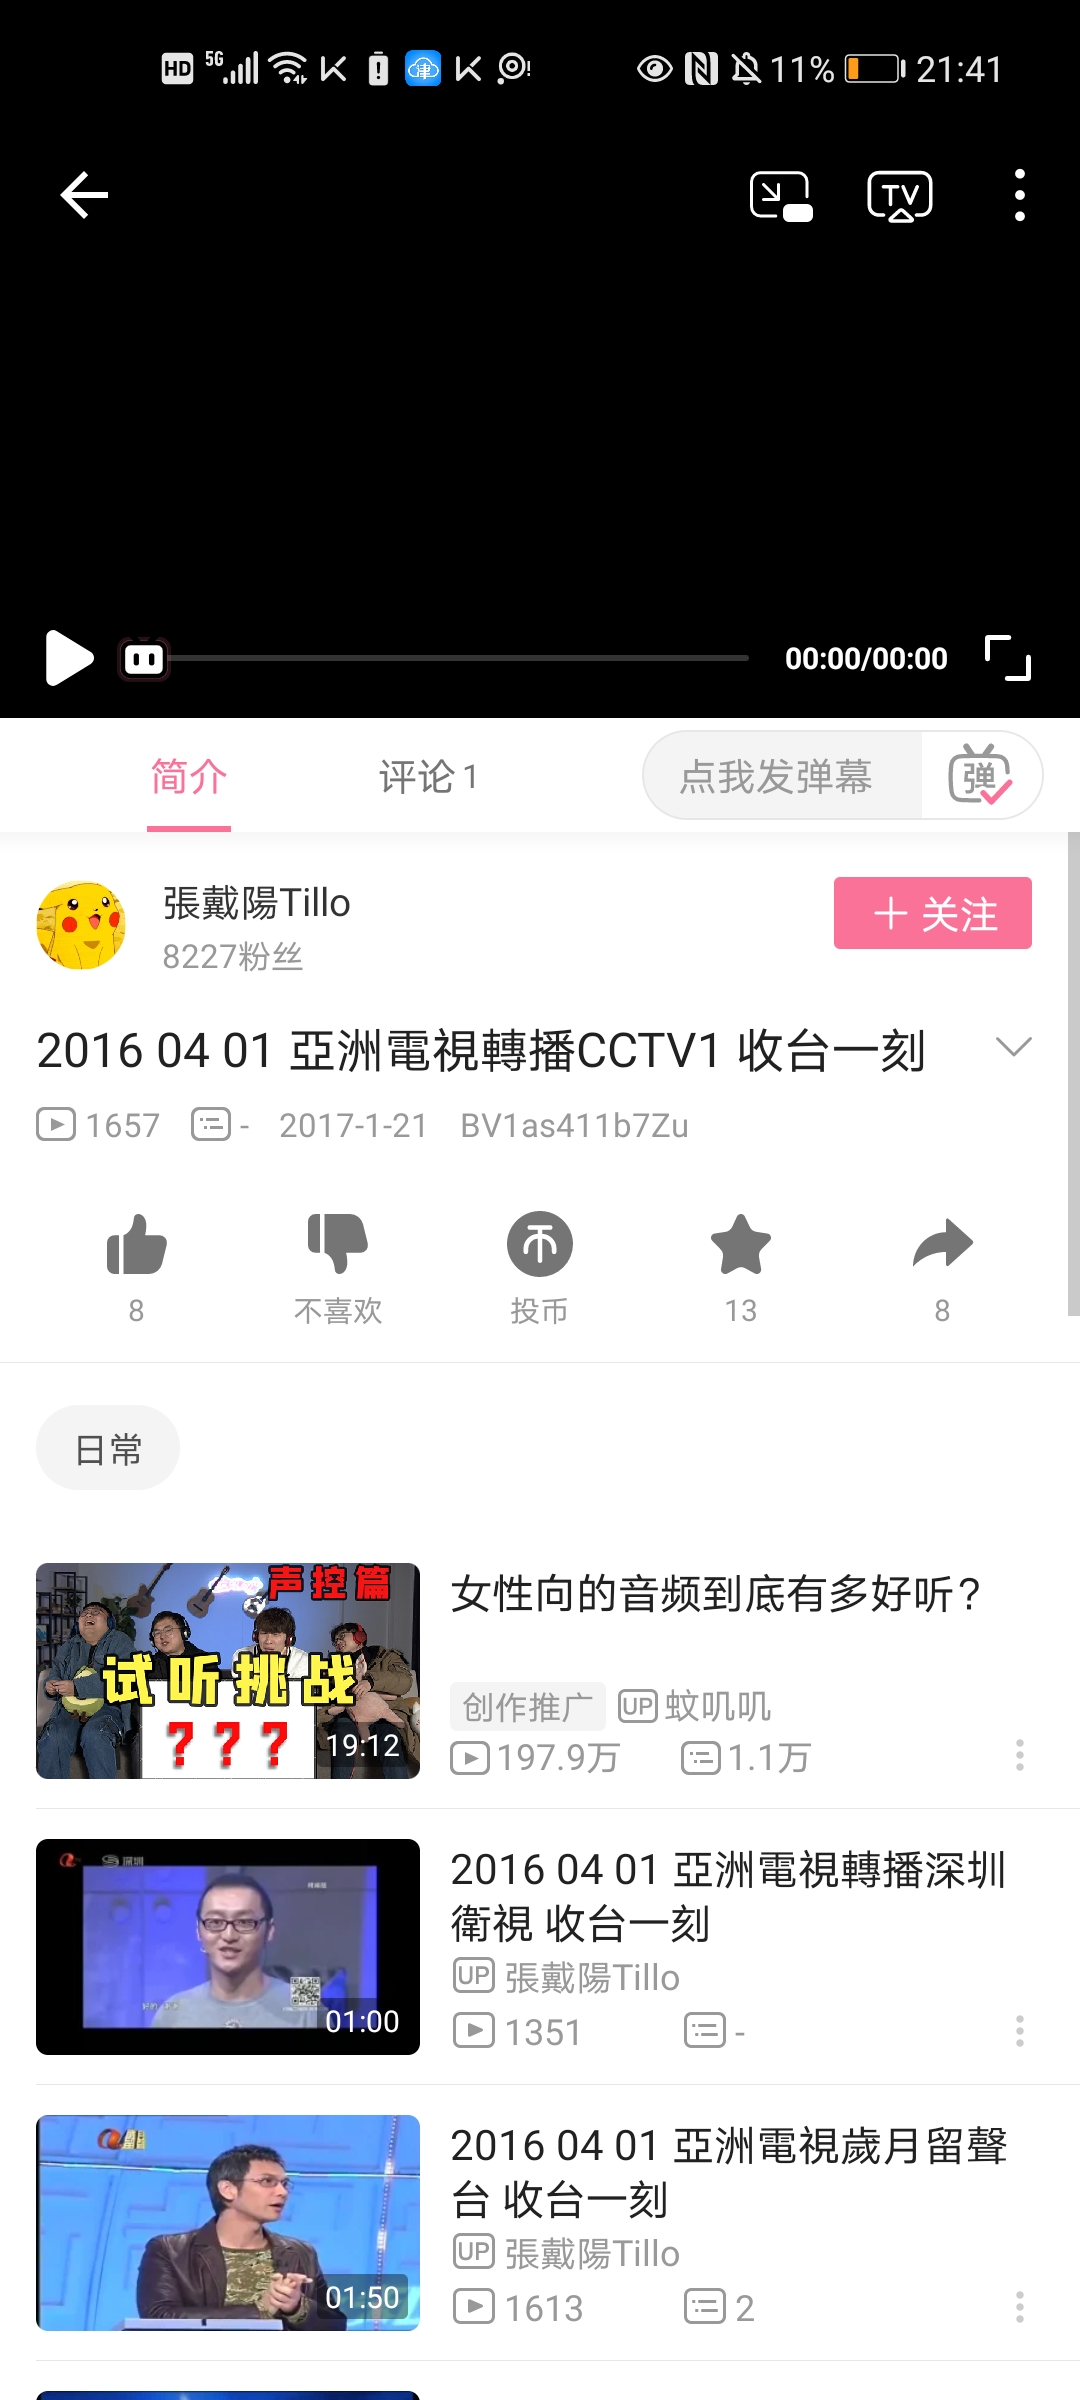 HD 5G 津 11% 21:41
TV
00:00/00:00
简介 评论 1 点我发弹幕 弹
張戴陽Tillo
8227粉丝
+ 关注
2016 04 01 亞洲電視轉播CCTV1 收台一刻
1657 - 2017-1-21 BV1as411b7Zu
8 不喜欢 投币 13 8
日常
声控篇
试听挑战
? ? ?
19:12
女性向的音频到底有多好听?
创作推广 UP 蚊叽叽
197.9万 1.1万
深圳
01:00
2016 04 01 亞洲電視轉播深圳
衛視 收台一刻
UP 張戴陽Tillo
1351 -
01:50
2016 04 01 亞洲電視歲月留聲
台 收台一刻
UP 張戴陽Tillo
1613 2